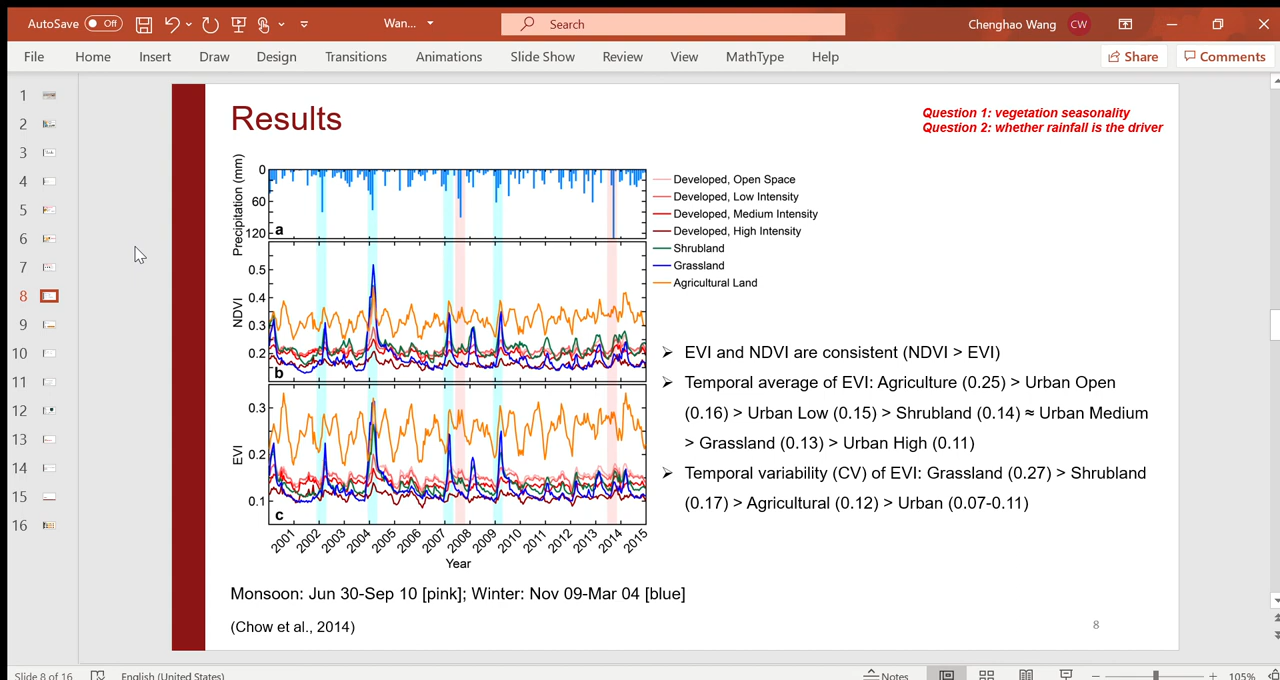 AutoSave Off Wan... Search Chenghao Wang CW
File Home Insert Draw Design Transitions Animations Slide Show Review View MathType Help Share Comments
1
2
3
4
5
6
7
8
9
10
11
12
13
14
15
16
Results
Question 1: vegetation seasonality
Question 2: whether rainfall is the driver
Precipitation (mm)
0
60
120
a
NDVI
0.5
0.4
0.3
0.2
b
EVI
0.3
0.2
0.1
c
2001 2002 2003 2004 2005 2006 2007 2008 2009 2010 2011 2012 2013 2014 2015
Year
Developed, Open Space
Developed, Low Intensity
Developed, Medium Intensity
Developed, High Intensity
Shrubland
Grassland
Agricultural Land
➢ EVI and NDVI are consistent (NDVI > EVI)
➢ Temporal average of EVI: Agriculture (0.25) > Urban Open
(0.16) > Urban Low (0.15) > Shrubland (0.14) ≈ Urban Medium
> Grassland (0.13) > Urban High (0.11)
➢ Temporal variability (CV) of EVI: Grassland (0.27) > Shrubland
(0.17) > Agricultural (0.12) > Urban (0.07-0.11)
Monsoon: Jun 30-Sep 10 [pink]; Winter: Nov 09-Mar 04 [blue]
(Chow et al., 2014)
8
Slide 8 of 16 English (United States) Notes 105%